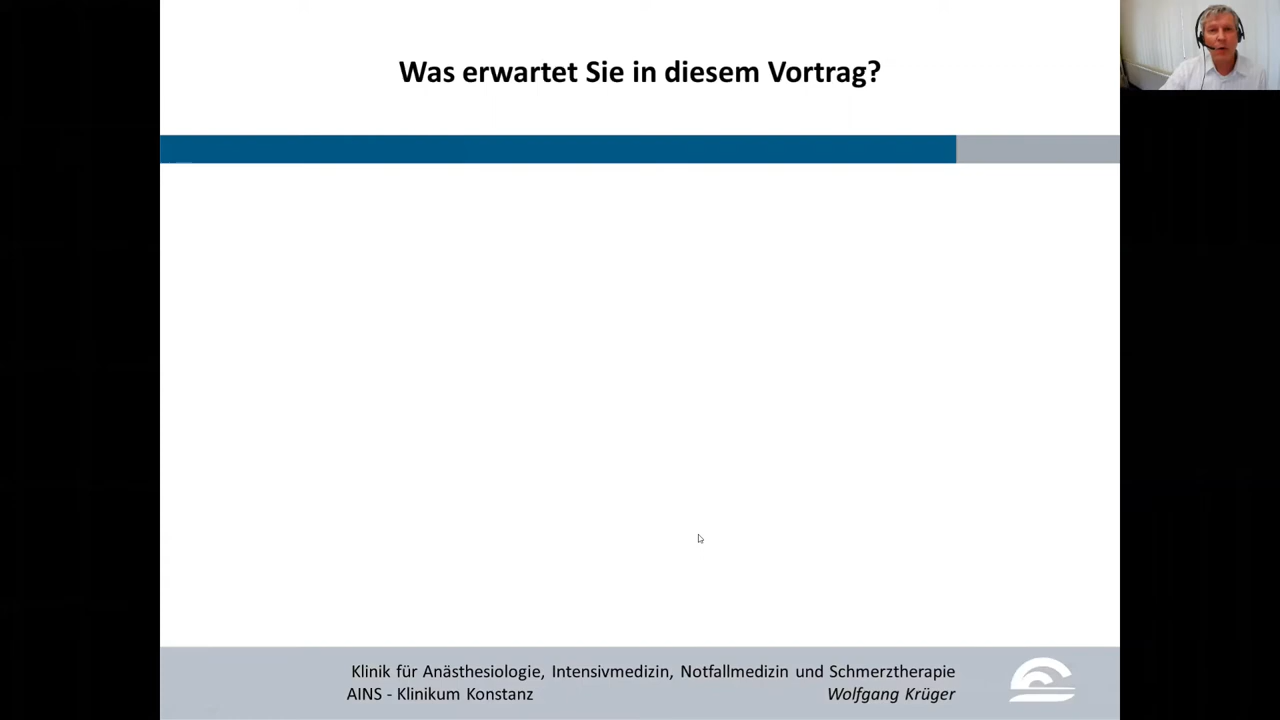 Was erwartet Sie in diesem Vortrag?
Klinik für Anästhesiologie, Intensivmedizin, Notfallmedizin und Schmerztherapie
AINS - Klinikum Konstanz Wolfgang Krüger